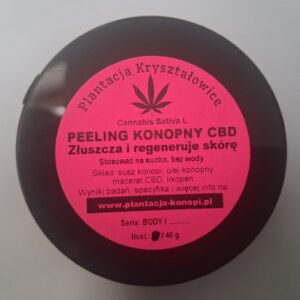 Plantacja Kryształowice
Cannabis Sativa L
PEELING KONOPNY CBD
Złuszcza i regeneruje skórę
Stosować na sucho, bez wody
Skład: susz konopi, olej konopny,
macerat CBD, likopen.
Wyniki badań, specyfika i więcej info na
www.plantacja-konopi.pl
Seria: BODY / ..........
Ilość: / 40 g